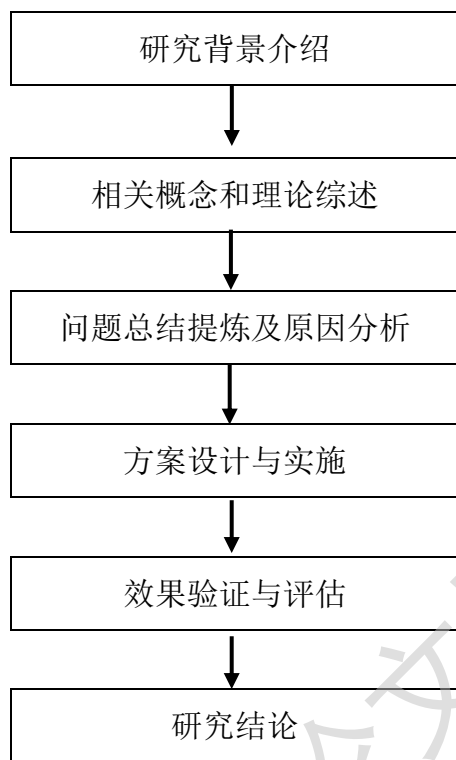 研究背景介绍
相关概念和理论综述
问题总结提炼及原因分析
方案设计与实施
效果验证与评估
研究结论